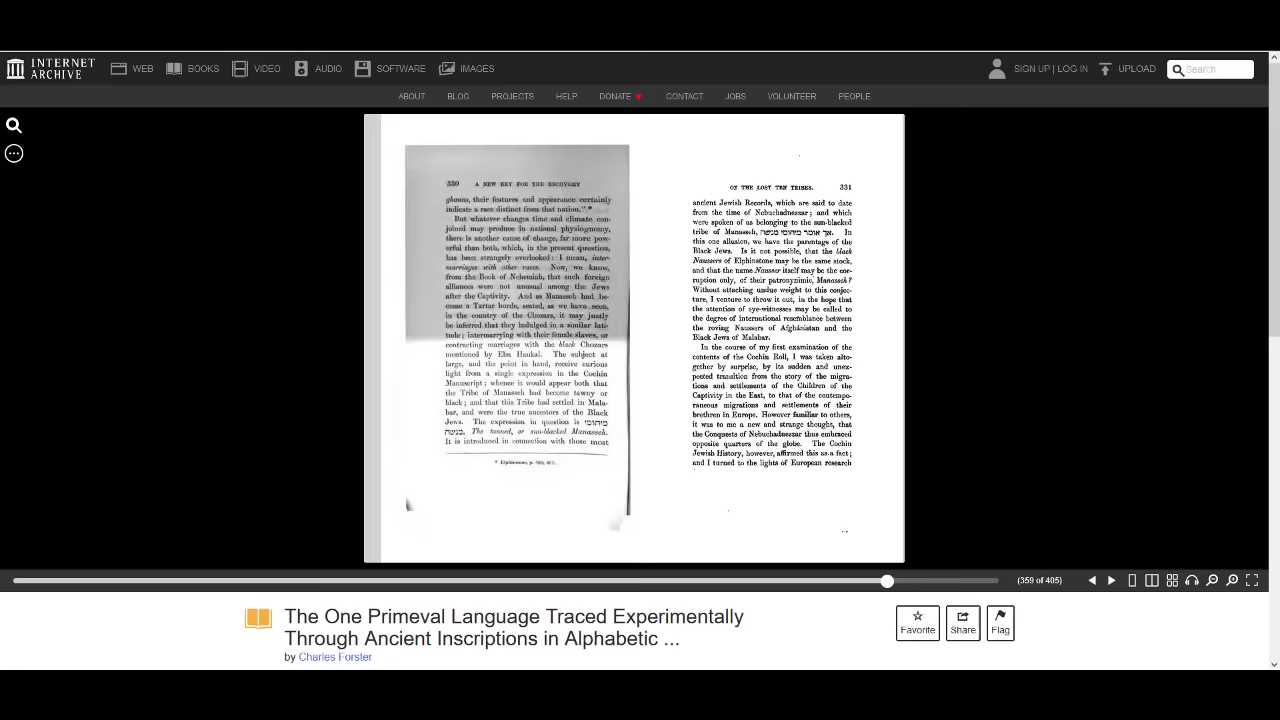 INTERNET ARCHIVE
WEB
BOOKS
VIDEO
AUDIO
SOFTWARE
IMAGES
SIGN UP | LOG IN
UPLOAD
Search
ABOUT
BLOG
PROJECTS
HELP
DONATE
CONTACT
JOBS
VOLUNTEER
PEOPLE
330 A NEW KEY FOR THE RECOVERY
ghauns, their features and appearance certainly
indicate a race distinct from that nation." *
But whatever changes time and climate con-
joined may produce in national physiognomy,
there is another cause of change, far more pow-
erful than both, which, in the present question,
has been strangely overlooked: I mean, inter-
marriages with other races. Now, we know,
from the Book of Nehemiah, that such foreign
alliances were not unusual among the Jews
after the Captivity. And as Manasseh had be-
come a Tartar horde, seated, as we have seen,
in the country of the Chozars, it may justly
be inferred that they indulged in a similar lati-
tude; intermarrying with their female slaves, or
contracting marriages with the black Chozars
mentioned by Ebn Haukal. The subject at
large, and the point in hand, receive curious
light from a single expression in the Cochin
Manuscript; whence it would appear both that
the Tribe of Manasseh had become tawny or
black; and that this Tribe had settled in Mala-
bar, and were the true ancestors of the Black
Jews. The expression in question is מיחומי
מנשה, The tanned, or sun-blacked Manasseh.
It is introduced in connection with those most
* Elphinstone, p.
ON THE LOST TEN TRIBES. 331
ancient Jewish Records, which are said to date
from the time of Nebuchadnezzar; and which
were spoken of as belonging to the sun-blacked
tribe of Manasseh, אך אומר מיחומי מנשה. In
this one allusion, we have the parentage of the
Black Jews. Is it not possible, that the black
Naussers of Elphinstone may be the same stock,
and that the name Nausser itself may be the cor-
ruption only, of their patronymic, Manasseh?
Without attaching undue weight to this conjec-
ture, I venture to throw it out, in the hope that
the attention of eye-witnesses may be called to
the degree of international resemblance between
the roving Naussers of Afghánistan and the
Black Jews of Malabar.
In the course of my first examination of the
contents of the Cochin Roll, I was taken alto-
gether by surprise, by its sudden and unex-
pected transition from the story of the migra-
tions and settlements of the Children of the
Captivity in the East, to that of the contempo-
raneous migrations and settlements of their
brethren in Europe. However familiar to others,
it was to me a new and strange thought, that
the Conquests of Nebuchadnezzar thus embraced
opposite quarters of the globe. The Cochin
Jewish History, however, affirmed this as a fact;
and I turned to the lights of European research
(359 of 405)
The One Primeval Language Traced Experimentally
Through Ancient Inscriptions in Alphabetic ...
by Charles Forster
Favorite
Share
Flag